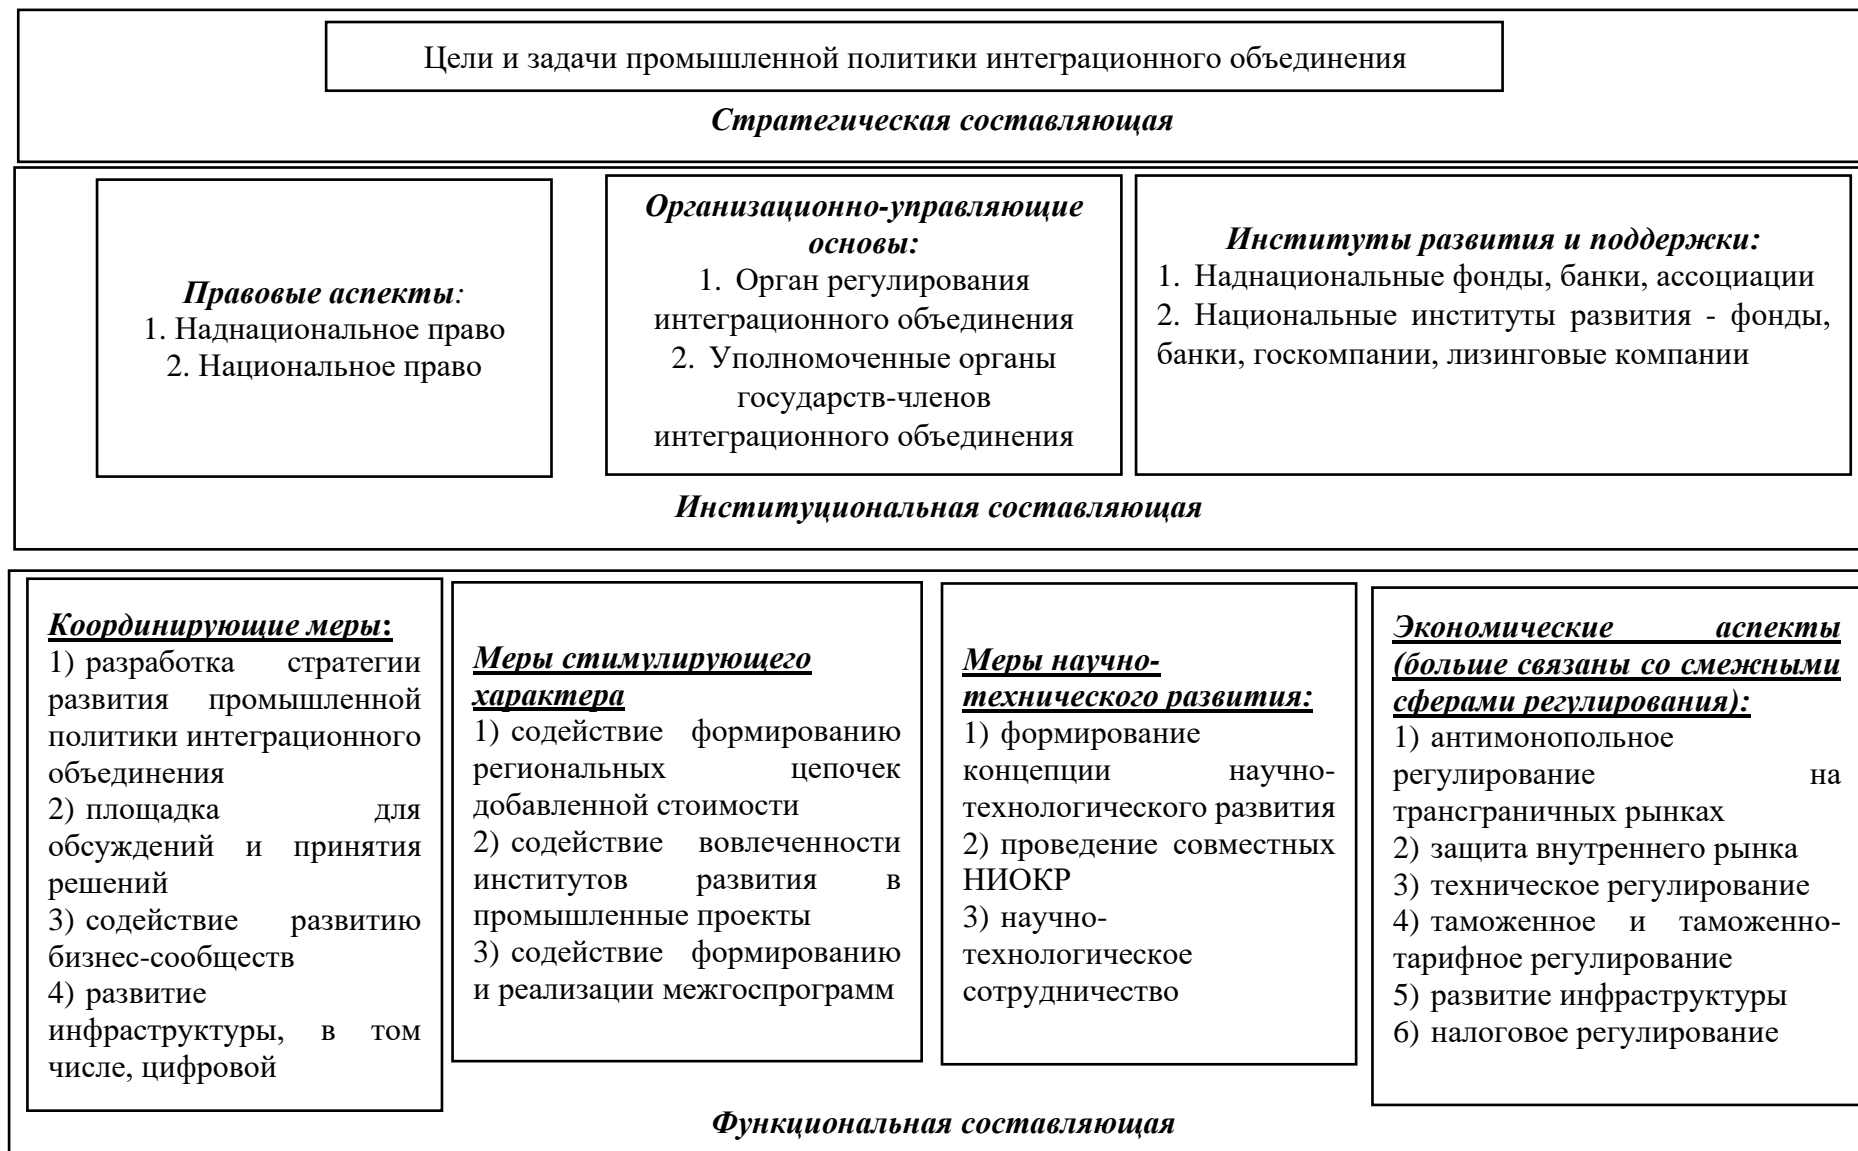 Цели и задачи промышленной политики интеграционного объединения
Стратегическая составляющая
Правовые аспекты:
1. Наднациональное право
2. Национальное право
Организационно-управляющие
основы:
1. Орган регулирования
интеграционного объединения
2. Уполномоченные органы
государств-членов
интеграционного объединения
Институты развития и поддержки:
1. Наднациональные фонды, банки, ассоциации
2. Национальные институты развития - фонды,
банки, госкомпании, лизинговые компании
Институциональная составляющая
Координирующие меры:
1) разработка стратегии
развития промышленной
политики интеграционного
объединения
2) площадка для
обсуждений и принятия
решений
3) содействие развитию
бизнес-сообществ
4) развитие
инфраструктуры, в том
числе, цифровой
Меры стимулирующего
характера
1) содействие формированию
региональных цепочек
добавленной стоимости
2) содействие вовлеченности
институтов развития в
промышленные проекты
3) содействие формированию
и реализации межгоспрограмм
Меры научно-
технического развития:
1) формирование
концепции научно-
технологического развития
2) проведение совместных
НИОКР
3) научно-
технологическое
сотрудничество
Экономические аспекты
(больше связаны со смежными
сферами регулирования):
1) антимонопольное
регулирование на
трансграничных рынках
2) защита внутреннего рынка
3) техническое регулирование
4) таможенное и таможенно-
тарифное регулирование
5) развитие инфраструктуры
6) налоговое регулирование
Функциональная составляющая